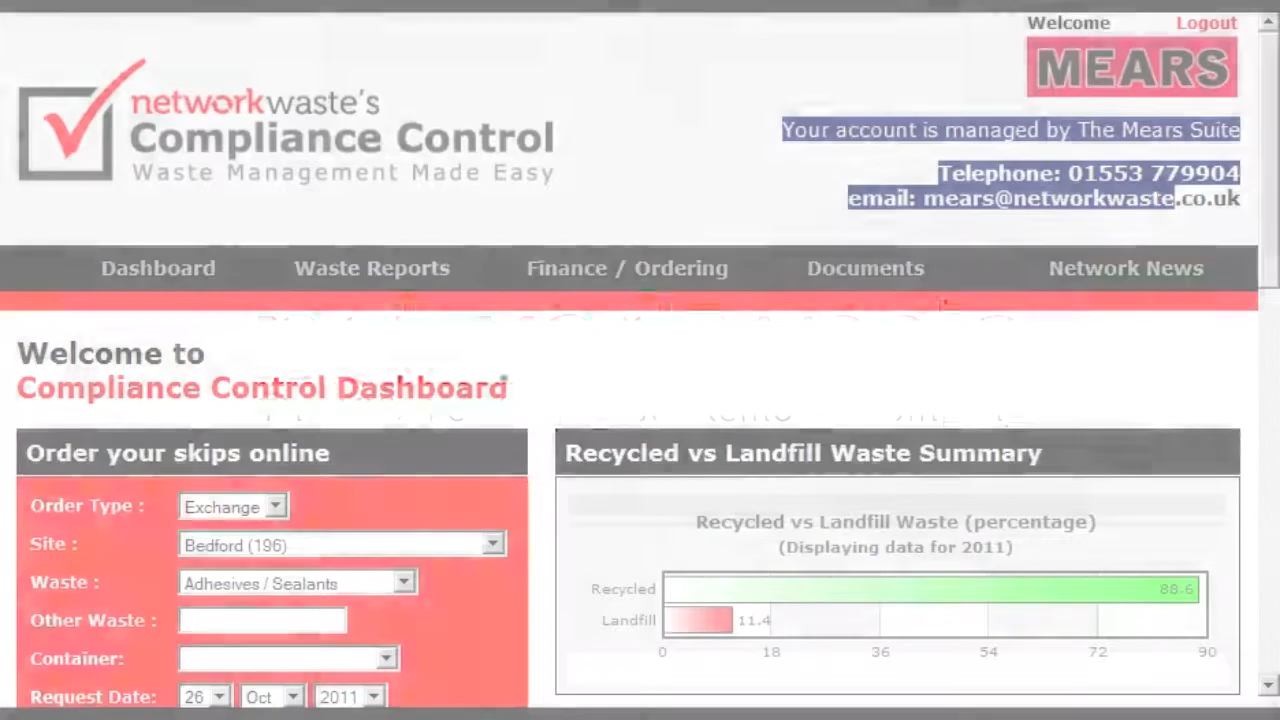 Welcome Logout
MEARS
networkwaste's
Compliance Control
Waste Management Made Easy
Your account is managed by The Mears Suite
Telephone: 01553 779904
email: mears@networkwaste.co.uk
Dashboard Waste Reports Finance / Ordering Documents Network News
Welcome to
Compliance Control Dashboard
Order your skips online
Order Type : Exchange
Site : Bedford (196)
Waste : Adhesives / Sealants
Other Waste :
Container:
Request Date: 26 Oct 2011
Recycled vs Landfill Waste Summary
Recycled vs Landfill Waste (percentage)
(Displaying data for 2011)
Recycled 88.6
Landfill 11.4
0 18 36 54 72 90